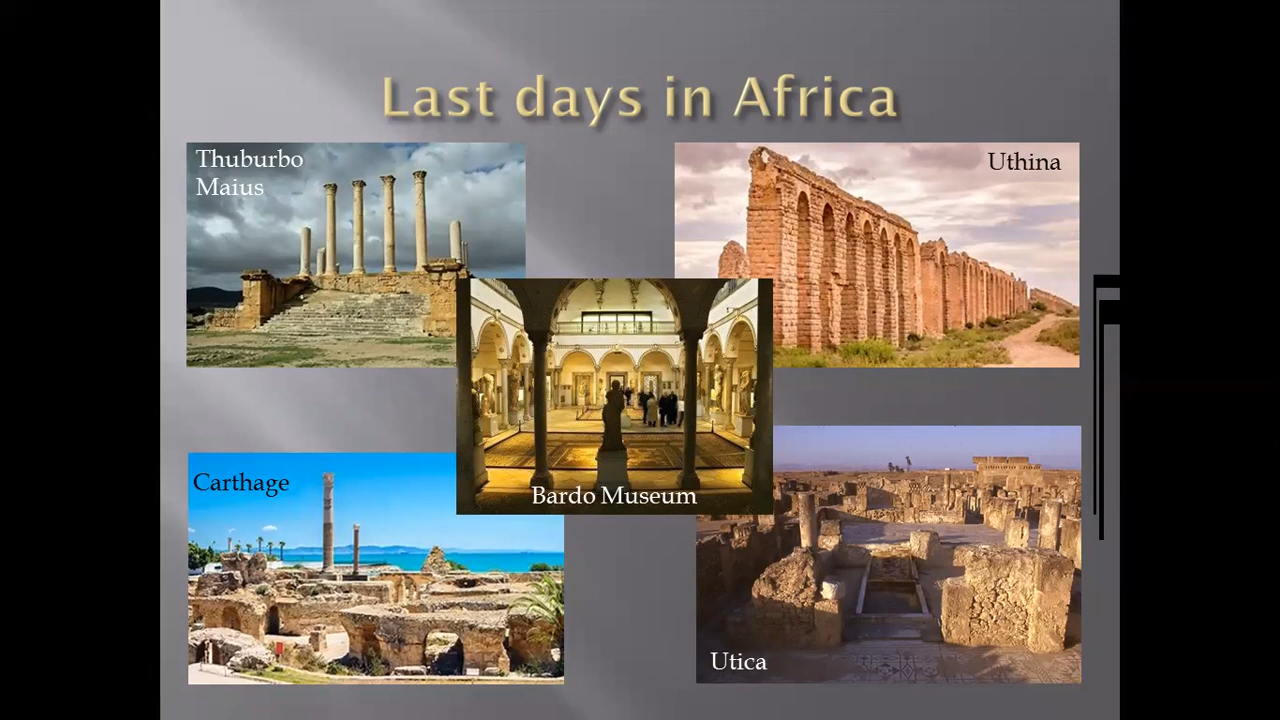 Last days in Africa
Thuburbo
Maius
Uthina
Bardo Museum
Carthage
Utica